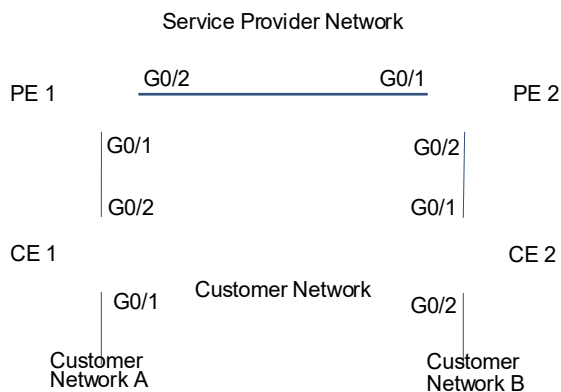 Service Provider Network
G0/2 G0/1
PE 1 PE 2
G0/1 G0/2
G0/2 G0/1
CE 1 CE 2
Customer Network
G0/1 G0/2
Customer Customer
Network A Network B